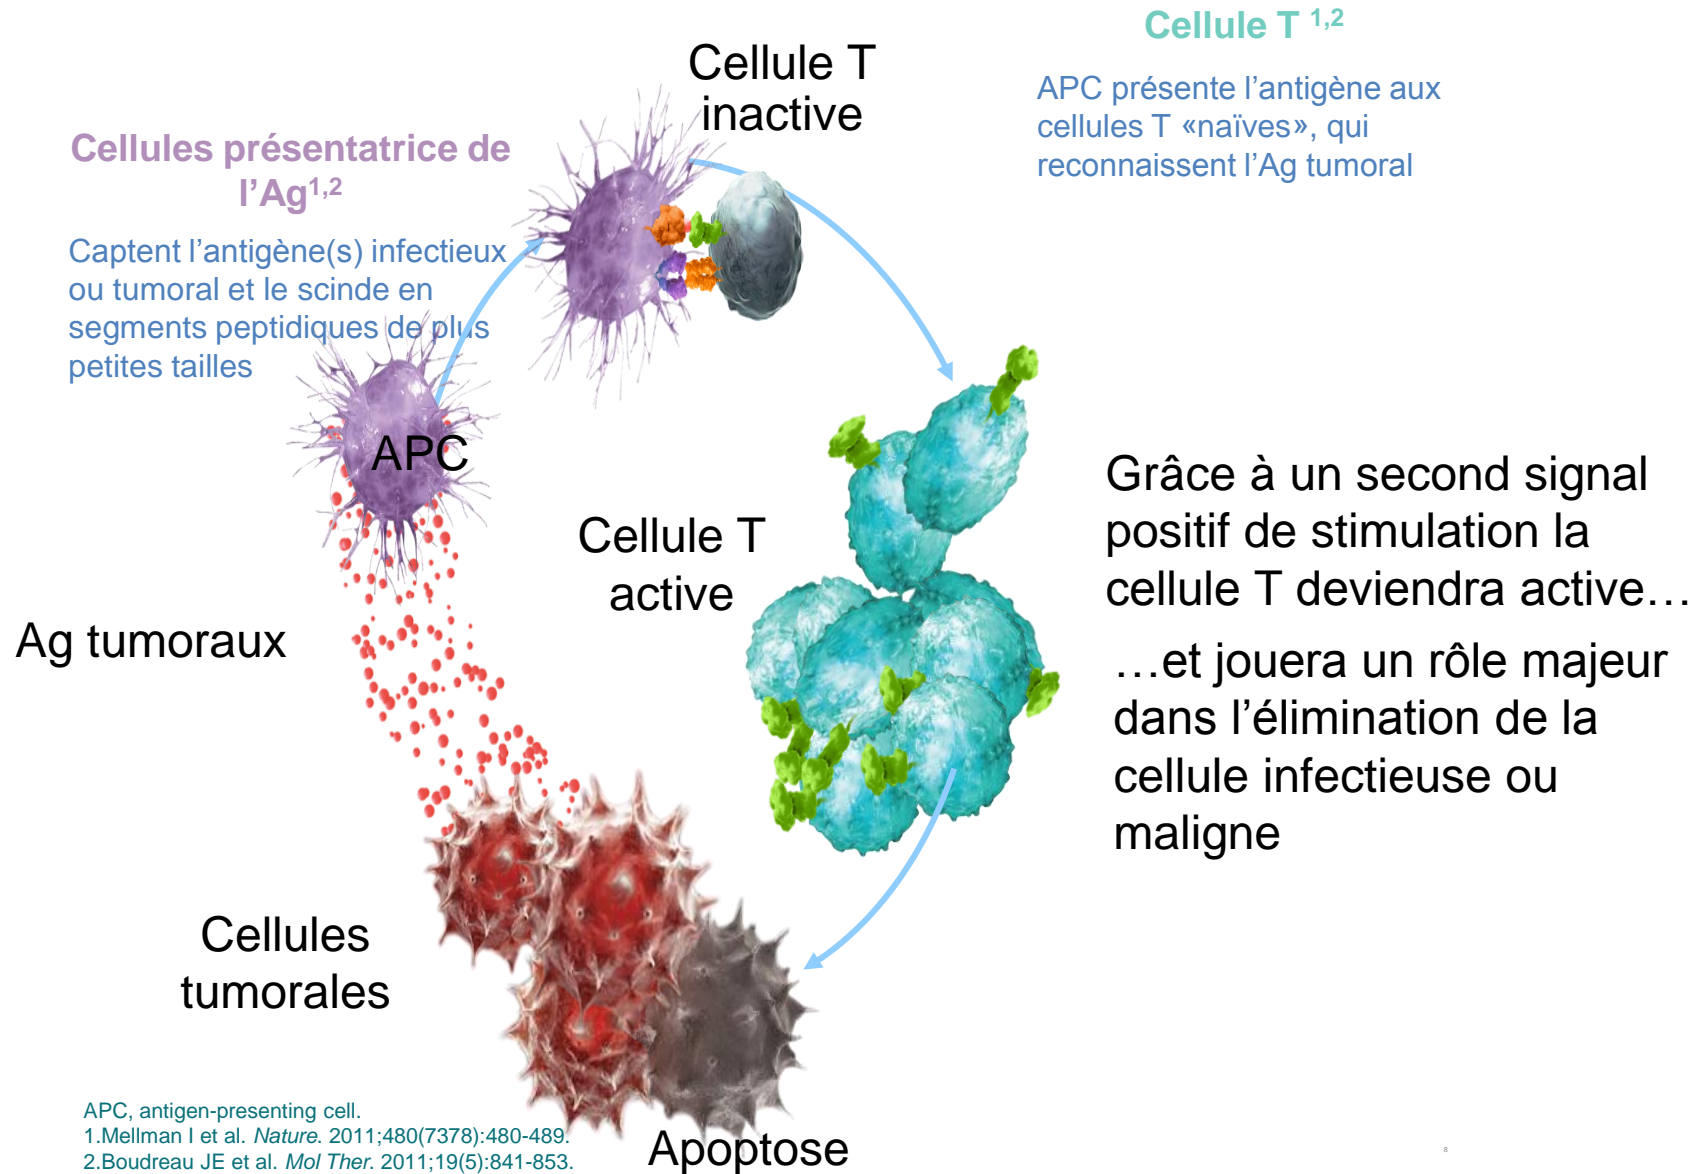 Cellule T 1,2
APC présente l’antigène aux
cellules T «naïves», qui
reconnaissent l’Ag tumoral
Cellule T
inactive
Cellules présentatrice de
l’Ag1,2
Captent l’antigène(s) infectieux
ou tumoral et le scinde en
segments peptidiques de plus
petites tailles
APC
Cellule T
active
Grâce à un second signal
positif de stimulation la
cellule T deviendra active…
…et jouera un rôle majeur
dans l’élimination de la
cellule infectieuse ou
maligne
Ag tumoraux
Cellules
tumorales
Apoptose
APC, antigen-presenting cell.
1.Mellman I et al. Nature. 2011;480(7378):480-489.
2.Boudreau JE et al. Mol Ther. 2011;19(5):841-853.
8